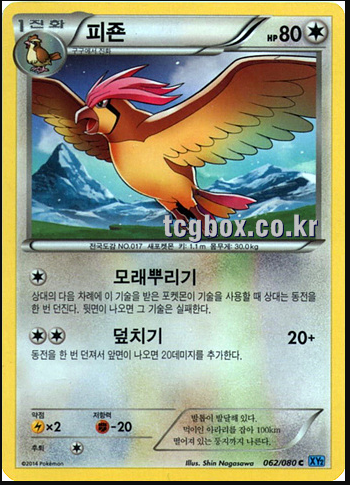 1진화
피죤
HP 80
구구에서 진화
tcgbox.co.kr
전국도감 NO.017 새포켓몬 키: 1.1m 몸무게: 30.0kg
모래뿌리기
상대의 다음 차례에 이 기술을 받은 포켓몬이 기술을 사용할 때 상대는 동전을
한 번 던진다. 뒷면이 나오면 그 기술은 실패한다.
덮치기 20+
동전을 한 번 던져서 앞면이 나오면 20데미지를 추가한다.
약점 저항력
×2 -20
후퇴
발톱이 발달해 있다.
먹이인 아라리를 잡아 100km
떨어져 있는 둥지까지 나른다.
©2014 Pokémon Illus. Shin Nagasawa 062/080 C XY2